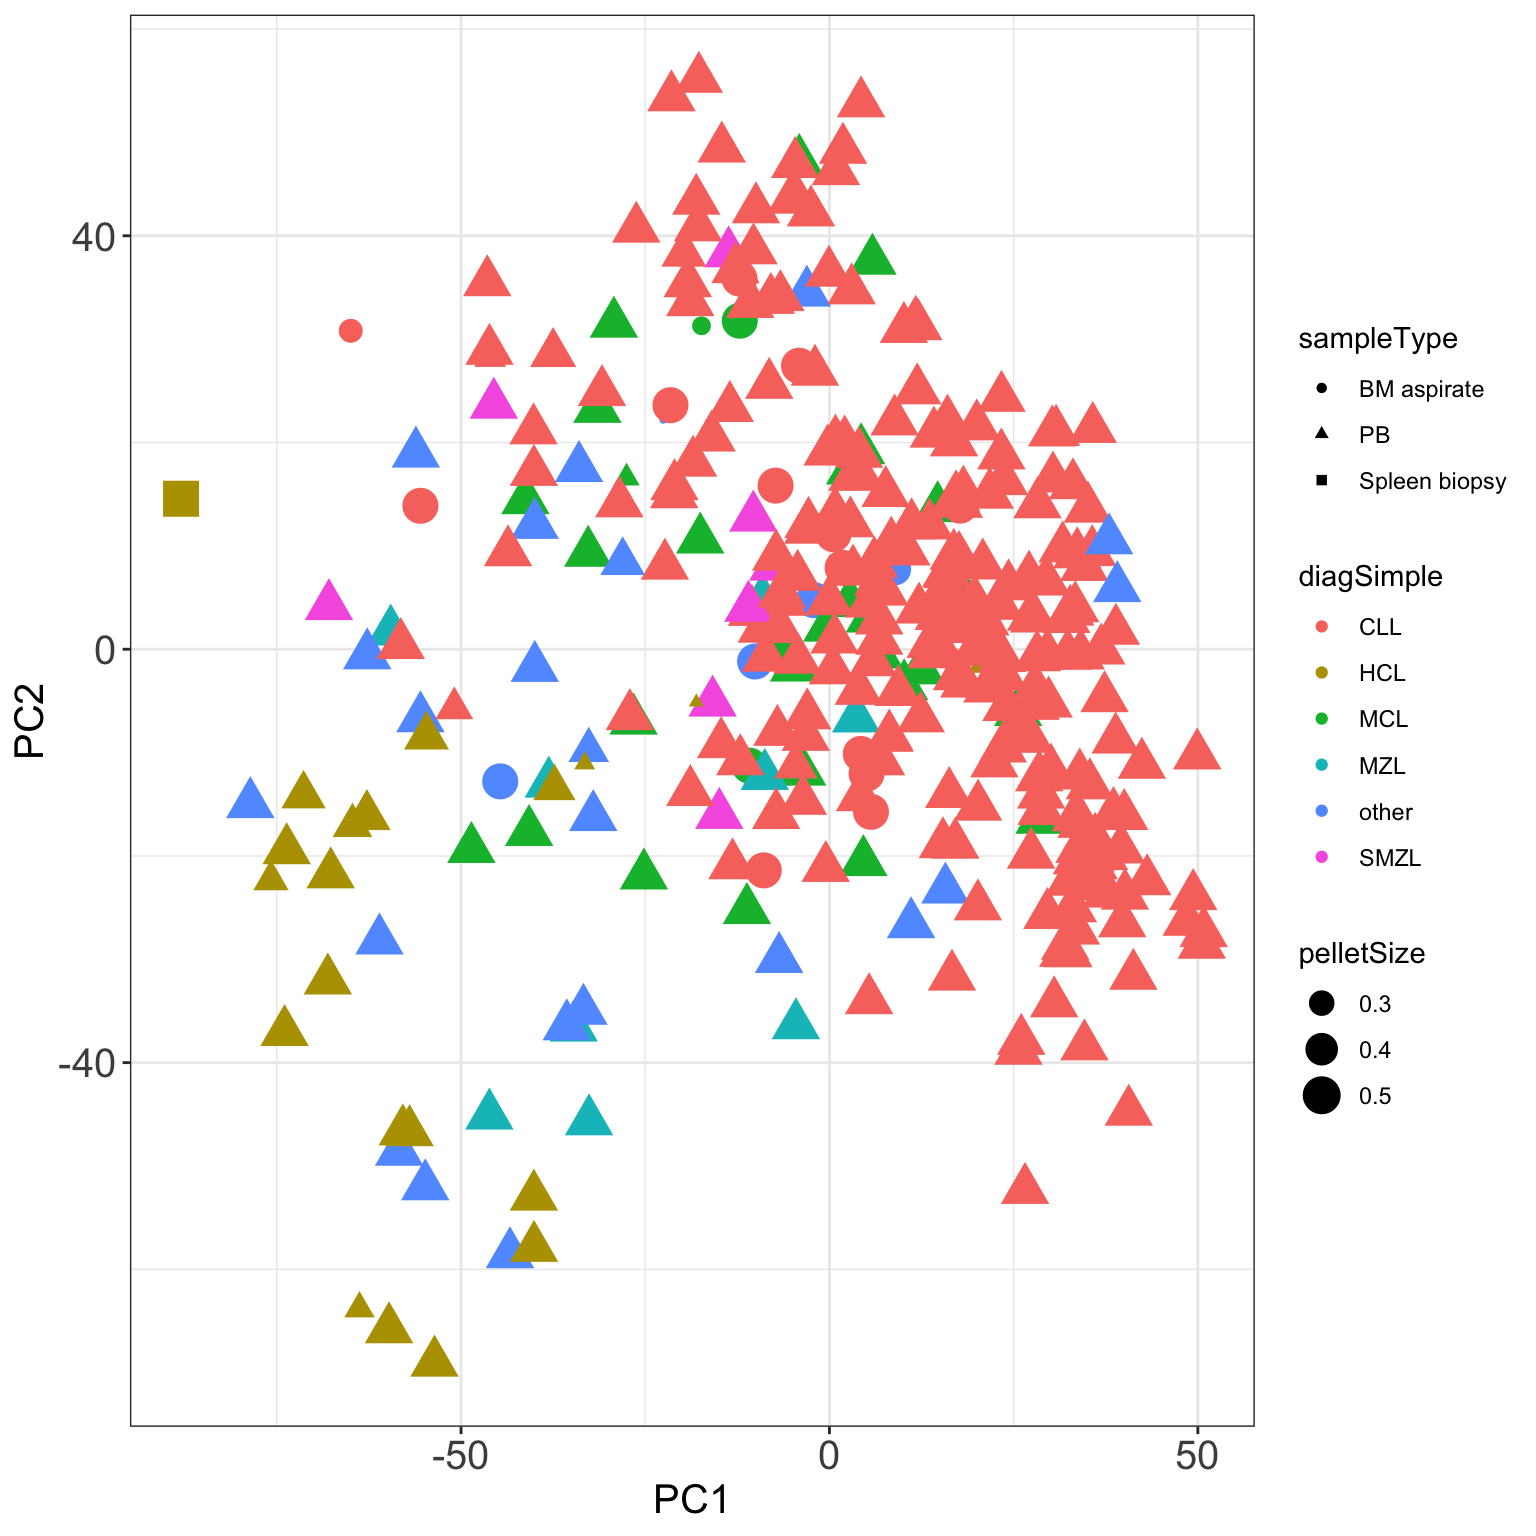 40
0
-40
PC2
-50
0
50
PC1
sampleType
BM aspirate
PB
Spleen biopsy
diagSimple
CLL
HCL
MCL
MZL
other
SMZL
pelletSize
0.3
0.4
0.5